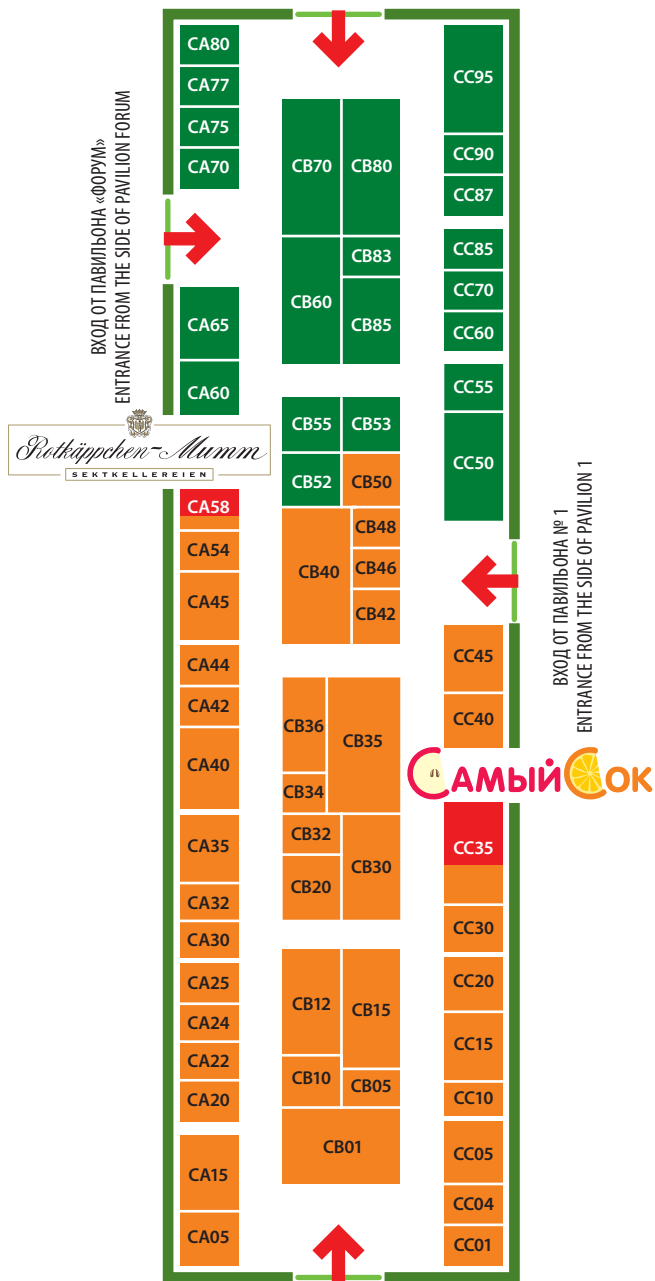 CA80
CA77
CA75
CA70
ВХОД ОТ ПАВИЛЬОНА «ФОРУМ»
ENTRANCE FROM THE SIDE OF PAVILION FORUM
CA65
CA60
Rotkäppchen-Mumm
SEKTKELLEREIEN
CA58
CA54
CA45
CA44
CA42
CA40
CA35
CA32
CA30
CA25
CA24
CA22
CA20
CA15
CA05
CB70
CB80
CB83
CB60
CB85
CB55
CB53
CB52
CB50
CB48
CB40
CB46
CB42
CB36
CB35
CB34
CB32
CB30
CB20
CB12
CB15
CB10
CB05
CB01
CC95
CC90
CC87
CC85
CC70
CC60
CC55
CC50
ВХОД ОТ ПАВИЛЬОНА № 1
ENTRANCE FROM THE SIDE OF PAVILION 1
CC45
CC40
САМЫЙ СОК
CC35
CC30
CC20
CC15
CC10
CC05
CC04
CC01